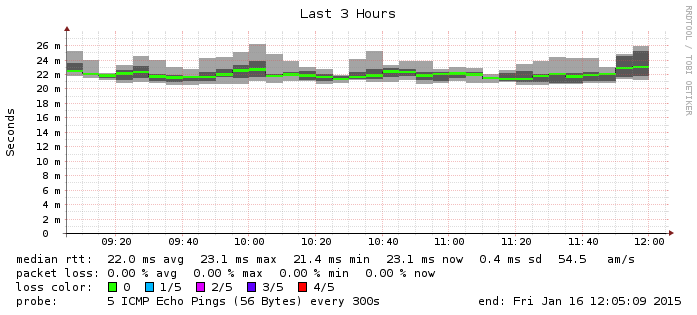 Last 3 Hours
RRDTOOL / TOBI OETIKER
Seconds
26 m
24 m
22 m
20 m
18 m
16 m
14 m
12 m
10 m
8 m
6 m
4 m
2 m
0
09:20 09:40 10:00 10:20 10:40 11:00 11:20 11:40 12:00
median rtt: 22.0 ms avg 23.1 ms max 21.4 ms min 23.1 ms now 0.4 ms sd 54.5 am/s
packet loss: 0.00 % avg 0.00 % max 0.00 % min 0.00 % now
loss color: 0 1/5 2/5 3/5 4/5
probe: 5 ICMP Echo Pings (56 Bytes) every 300s end: Fri Jan 16 12:05:09 2015